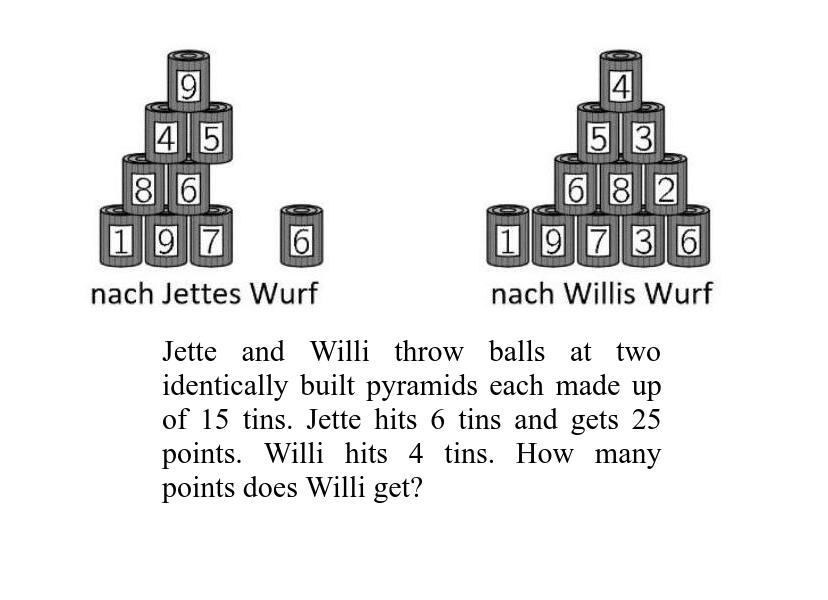 9
4 5
8 6
1 9 7 6
nach Jettes Wurf
4
5 3
6 8 2
1 9 7 3 6
nach Willis Wurf
Jette and Willi throw balls at two
identically built pyramids each made up
of 15 tins. Jette hits 6 tins and gets 25
points. Willi hits 4 tins. How many
points does Willi get?